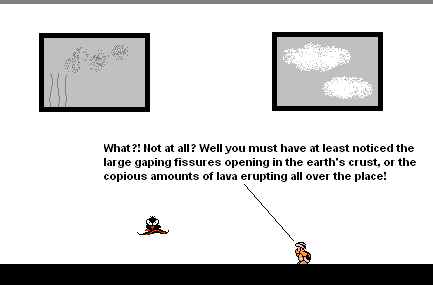 What?! Not at all? Well you must have at least noticed the
large gaping fissures opening in the earth's crust, or the
copious amounts of lava erupting all over the place!